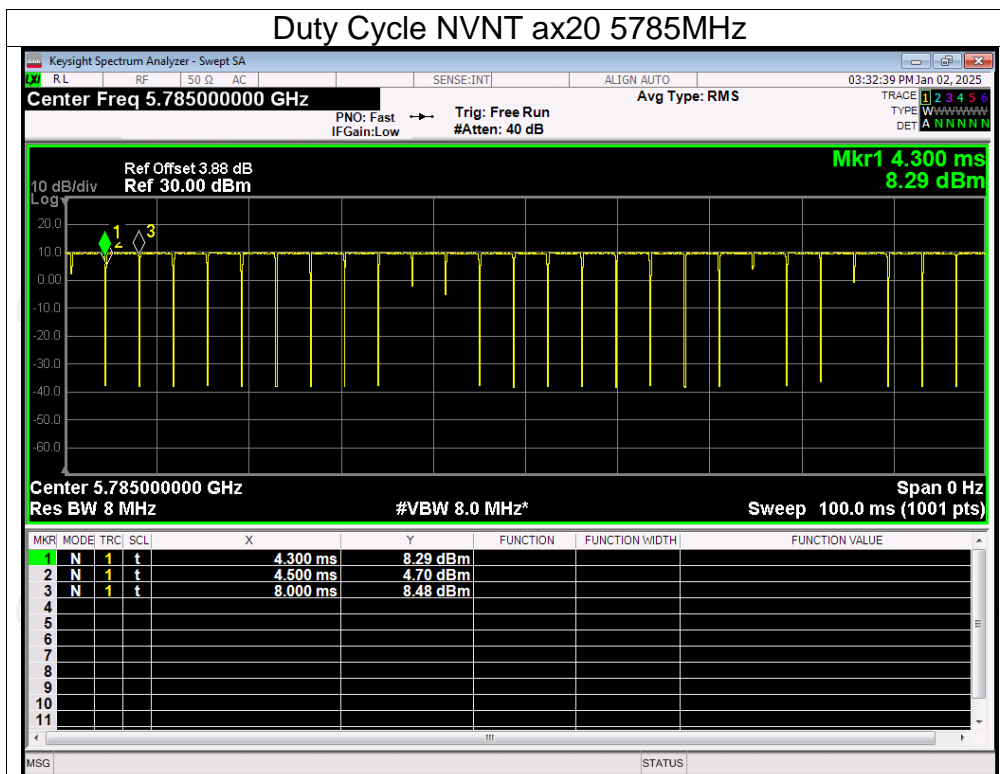 Duty Cycle NVNT ax20 5785MHz
Keysight Spectrum Analyzer - Swept SA
LXI RL RF 50 Ω AC SENSE:INT ALIGN AUTO 03:32:39 PM Jan 02, 2025
Center Freq 5.785000000 GHz Avg Type: RMS TRACE 1 2 3 4 5 6
PNO: Fast Trig: Free Run TYPE WWWWWW
IFGain:Low #Atten: 40 dB DET A N N N N N
Mkr1 4.300 ms
8.29 dBm
Ref Offset 3.88 dB
10 dB/div Ref 30.00 dBm
Log
20.0
10.0
0.00
-10.0
-20.0
-30.0
-40.0
-50.0
-60.0
1 2 3
Center 5.785000000 GHz Span 0 Hz
Res BW 8 MHz #VBW 8.0 MHz* Sweep 100.0 ms (1001 pts)
MKR MODE TRC SCL X Y FUNCTION FUNCTION WIDTH FUNCTION VALUE
1 N 1 t 4.300 ms 8.29 dBm
2 N 1 t 4.500 ms 4.70 dBm
3 N 1 t 8.000 ms 8.48 dBm
4
5
6
7
8
9
10
11
MSG STATUS